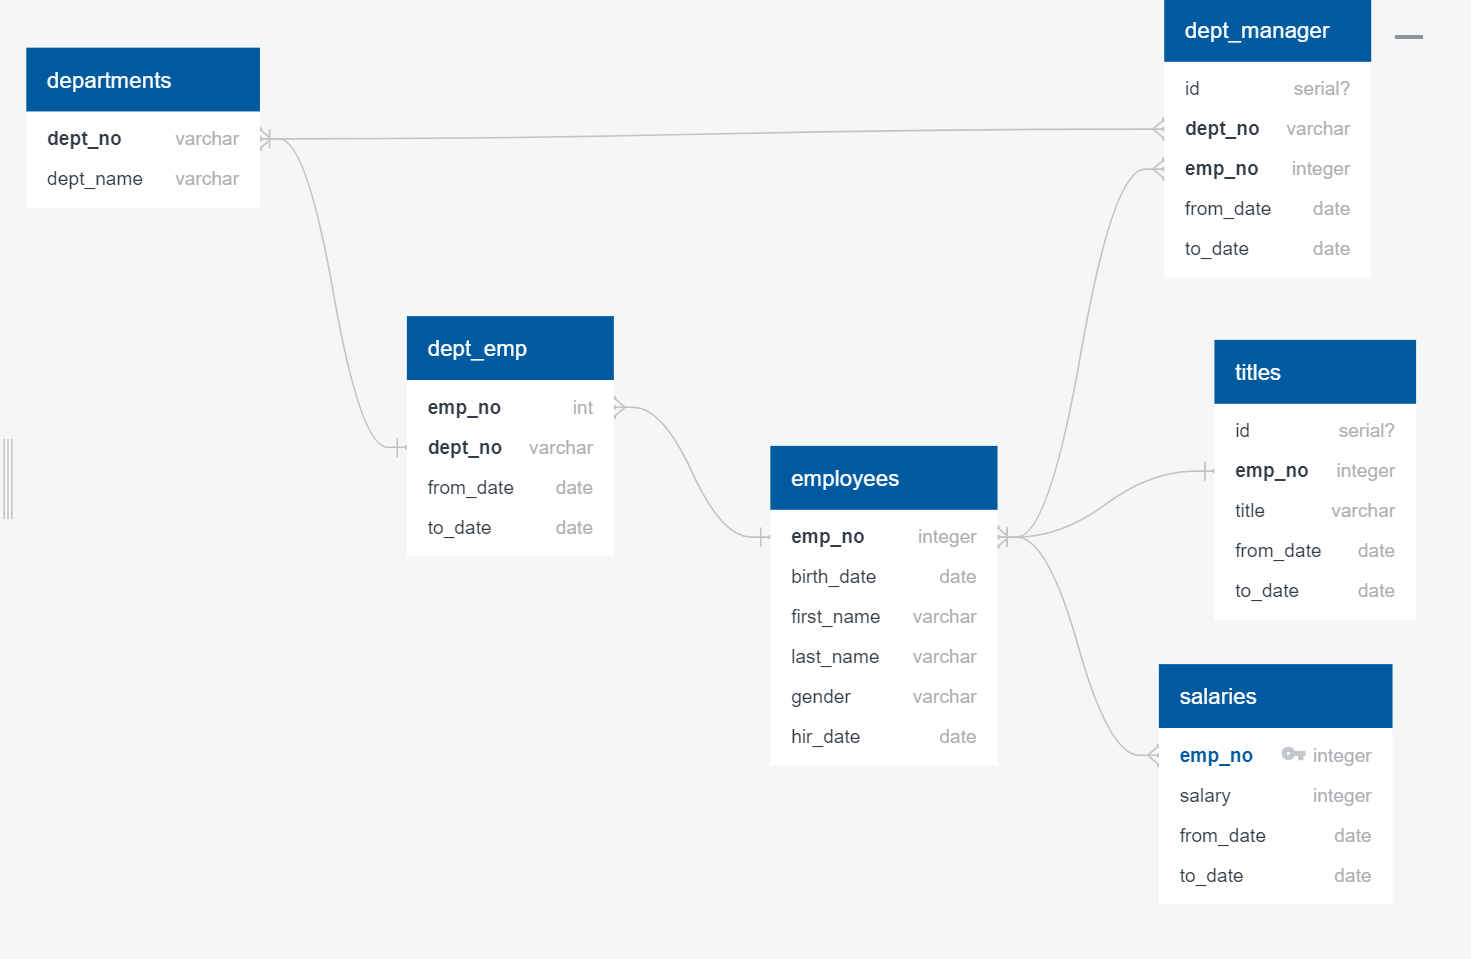 departments
dept_no varchar
dept_name varchar
dept_manager
id serial?
dept_no varchar
emp_no integer
from_date date
to_date date
dept_emp
emp_no int
dept_no varchar
from_date date
to_date date
employees
emp_no integer
birth_date date
first_name varchar
last_name varchar
gender varchar
hir_date date
titles
id serial?
emp_no integer
title varchar
from_date date
to_date date
salaries
emp_no integer
salary integer
from_date date
to_date date